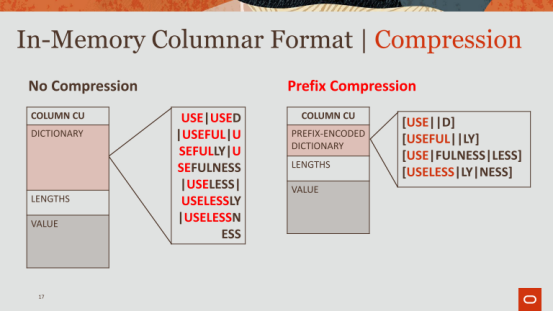 In-Memory Columnar Format | Compression
No Compression
COLUMN CU
DICTIONARY
LENGTHS
VALUE
USE|USED
|USEFUL|U
SEFULLY|U
SEFULNESS
|USELESS|
USELESSLY
|USELESSN
ESS
Prefix Compression
COLUMN CU
PREFIX-ENCODED
DICTIONARY
LENGTHS
VALUE
[USE||D]
[USEFUL||LY]
[USE|FULNESS|LESS]
[USELESS|LY|NESS]
17